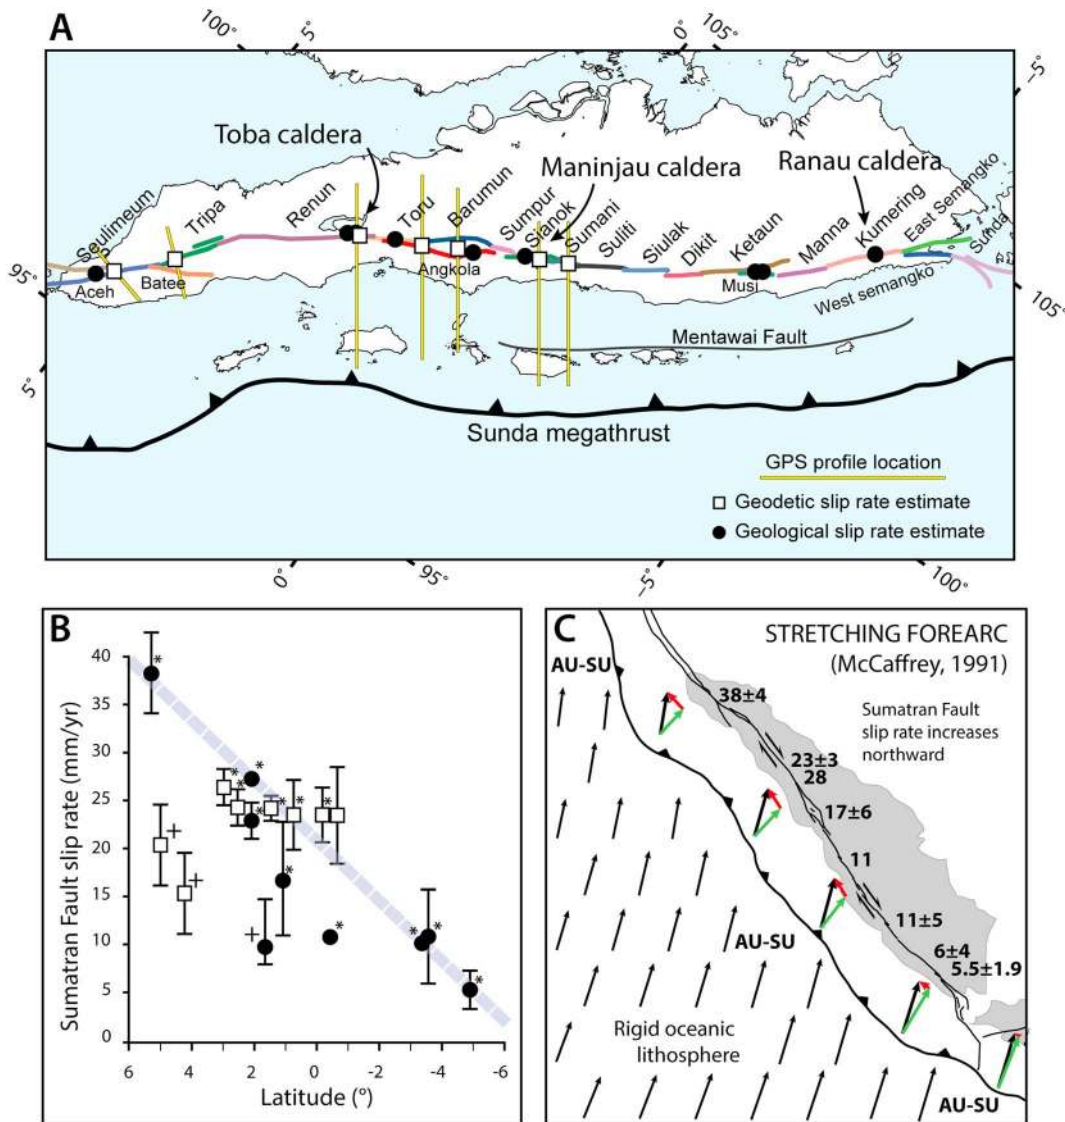 A
100°
5°
0°
105°
-5°
Toba caldera
Maninjau caldera
Ranau caldera
Seulimeum
Tripa
Renun
Toru
Barumun
Sumpur
Sianok
Sumani
Suliti
Siulak
Dikit
Ketaun
Manna
Kumering
East Semangko
Sunda
95°
Aceh
Batee
Angkola
Musi
West semangko
105°
Mentawai Fault
5°
Sunda megathrust
GPS profile location
Geodetic slip rate estimate
Geological slip rate estimate
0°
95°
-5°
100°
B
Sumatran Fault slip rate (mm/yr)
40
35
30
25
20
15
10
5
0
6 4 2 0 -2 -4 -6
Latitude (°)
C
STRETCHING FOREARC
(McCaffrey, 1991)
AU-SU
38±4
Sumatran Fault
slip rate increases
northward
23±3
28
17±6
11
11±5
AU-SU
6±4
5.5±1.9
Rigid oceanic
lithosphere
AU-SU